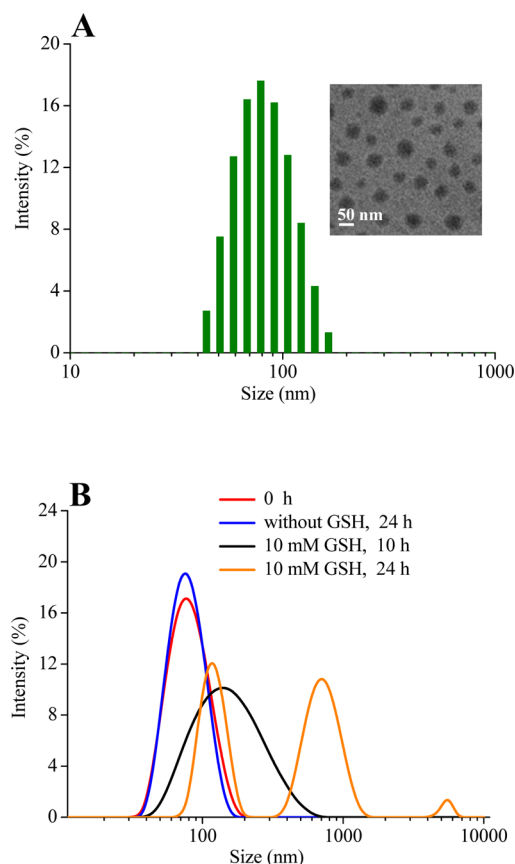 A
20
16
12
8
4
0
Intensity (%)
50 nm
10
100
1000
Size (nm)
B
0 h
without GSH, 24 h
10 mM GSH, 10 h
10 mM GSH, 24 h
24
20
16
12
8
4
0
Intensity (%)
100
1000
10000
Size (nm)